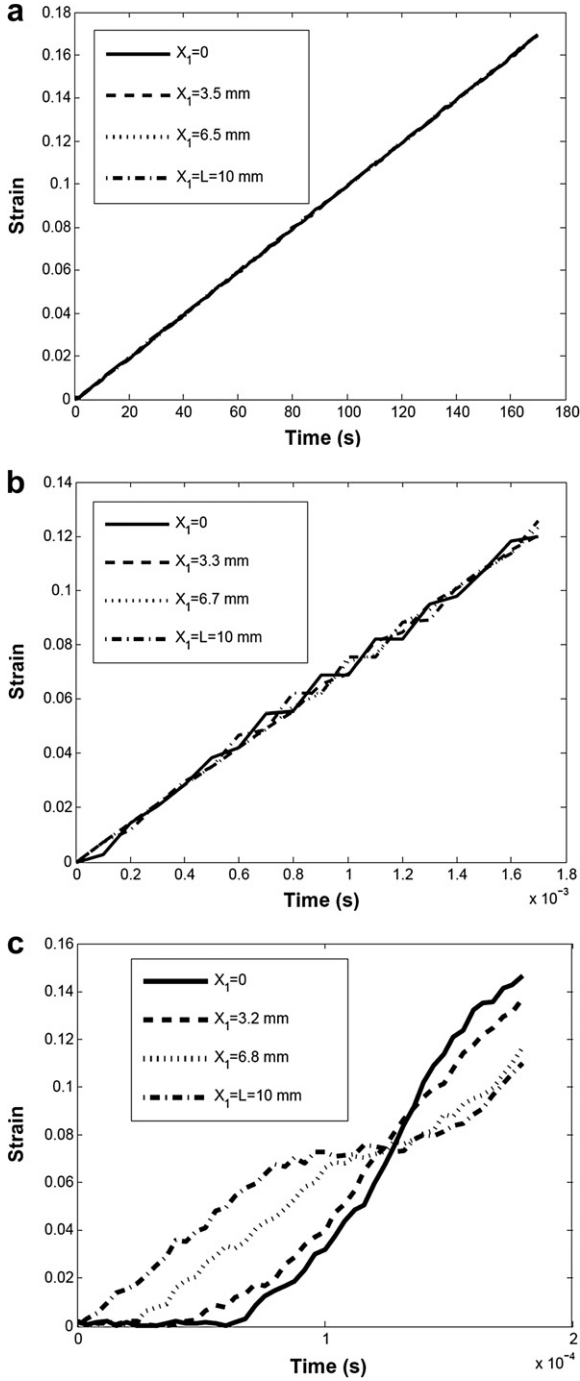 a
0.18
0.16
0.14
0.12
0.1
0.08
0.06
0.04
0.02
0
Strain
X₁=0
X₁=3.5 mm
X₁=6.5 mm
X₁=L=10 mm
0 20 40 60 80 100 120 140 160 180
Time (s)
b
0.14
0.12
0.1
0.08
0.06
0.04
0.02
0
Strain
X₁=0
X₁=3.3 mm
X₁=6.7 mm
X₁=L=10 mm
0 0.2 0.4 0.6 0.8 1 1.2 1.4 1.6 1.8
x 10⁻³
Time (s)
c
0.16
0.14
0.12
0.1
0.08
0.06
0.04
0.02
0
Strain
X₁=0
X₁=3.2 mm
X₁=6.8 mm
X₁=L=10 mm
0 1 2
x 10⁻⁴
Time (s)